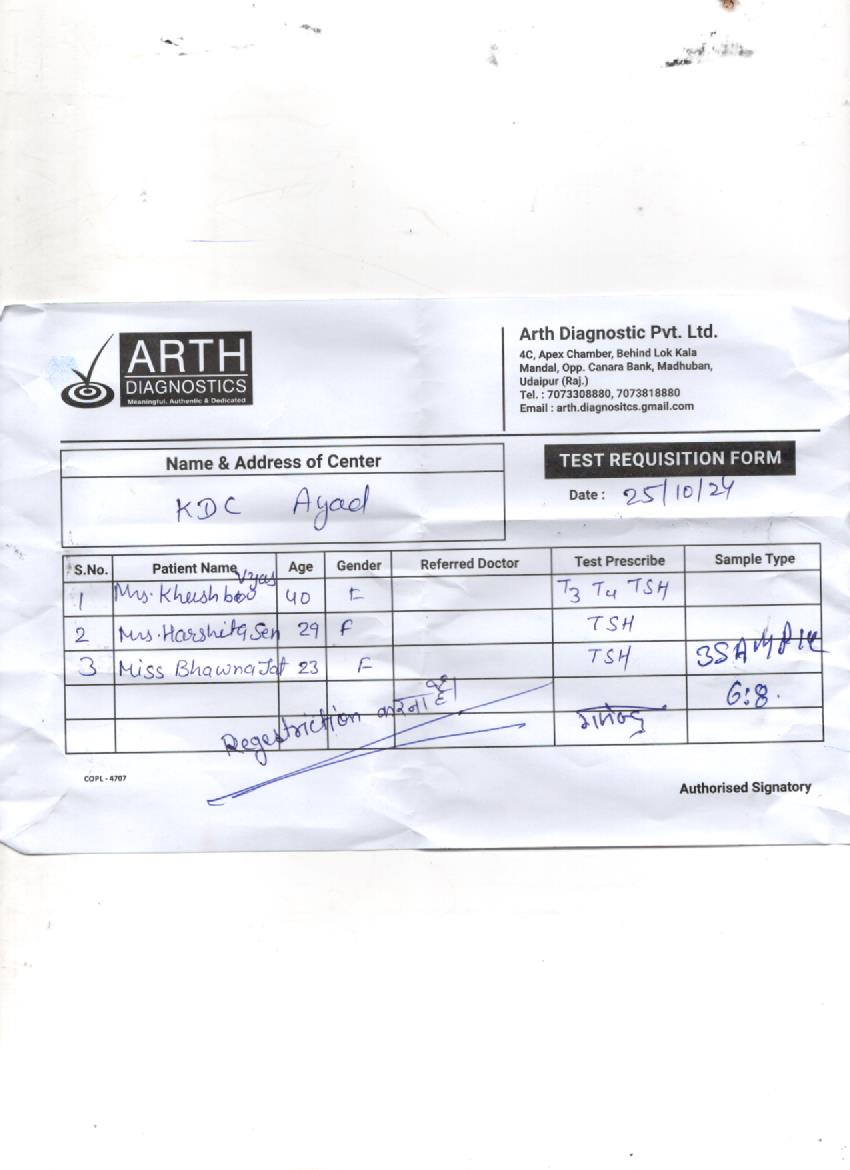 ARTH
DIAGNOSTICS
Meaningful. Authentic & Dedicated
Arth Diagnostic Pvt. Ltd.
4C, Apex Chamber, Behind Lok Kala
Mandal, Opp. Canara Bank, Madhuban,
Udaipur (Raj.)
Tel. : 7073308880, 7073818880
Email : arth.diagnositcs.gmail.com
Name & Address of Center
KDC Ayad
TEST REQUISITION FORM
Date : 25/10/24
S.No. Patient Name Age Gender Referred Doctor Test Prescribe Sample Type
1 Mrs. Khushboo Vyas 40 F T3 T4 TSH
2 Mrs. Harshita Sen 29 F TSH
3 Miss Bhawna Jat 23 F TSH 3 SAMPLE
6:8.
Regestriction करना है।
COPL - 4707
Authorised Signatory